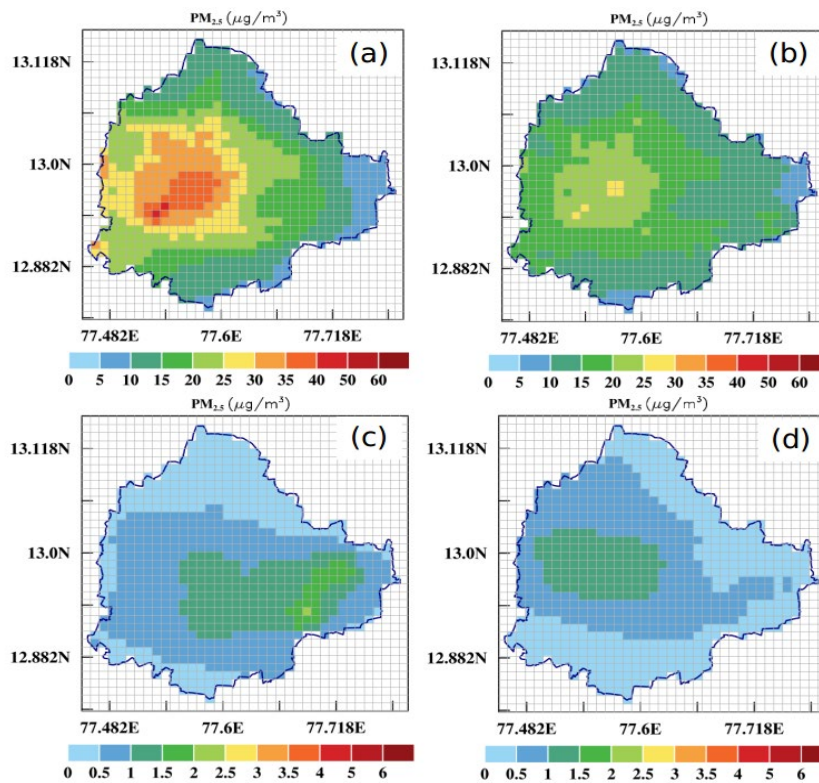 PM2.5 (μg/m³)
(a)
13.118N
13.0N
12.882N
77.482E 77.6E 77.718E
0 5 10 15 20 25 30 35 40 50 60
PM2.5 (μg/m³)
(b)
13.118N
13.0N
12.882N
77.482E 77.6E 77.718E
0 5 10 15 20 25 30 35 40 50 60
PM2.5 (μg/m³)
(c)
13.118N
13.0N
12.882N
77.482E 77.6E 77.718E
0 0.5 1 1.5 2 2.5 3 3.5 4 5 6
PM2.5 (μg/m³)
(d)
13.118N
13.0N
12.882N
77.482E 77.6E 77.718E
0 0.5 1 1.5 2 2.5 3 3.5 4 5 6